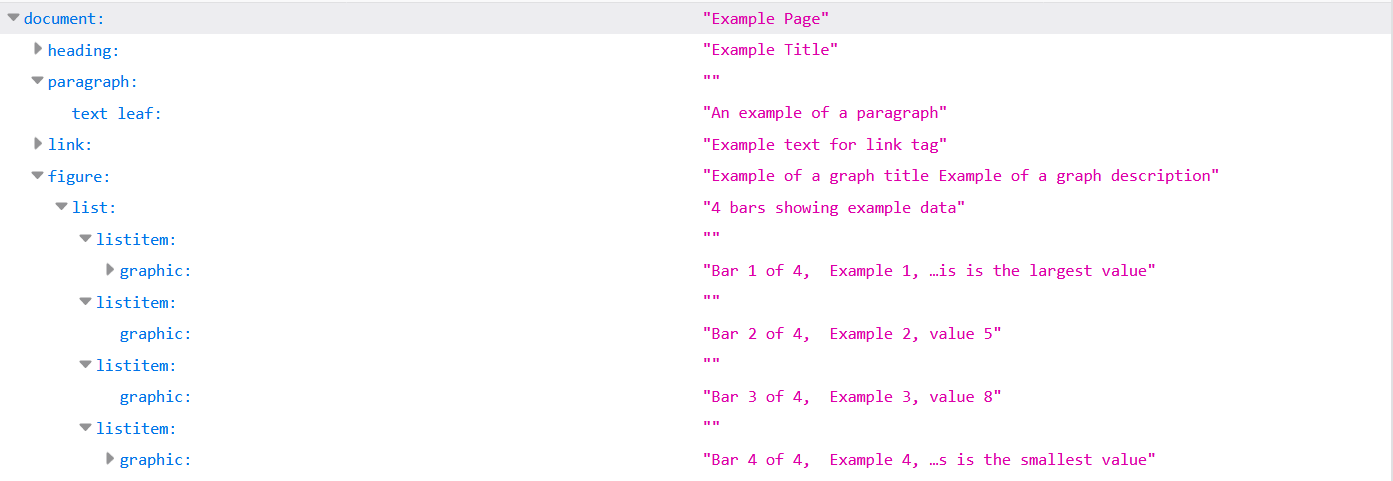 document: "Example Page"
heading: "Example Title"
paragraph: ""
text leaf: "An example of a paragraph"
link: "Example text for link tag"
figure: "Example of a graph title Example of a graph description"
list: "4 bars showing example data"
listitem: ""
graphic: "Bar 1 of 4,  Example 1, …is is the largest value"
listitem: ""
graphic: "Bar 2 of 4,  Example 2, value 5"
listitem: ""
graphic: "Bar 3 of 4,  Example 3, value 8"
listitem: ""
graphic: "Bar 4 of 4,  Example 4, …s is the smallest value"